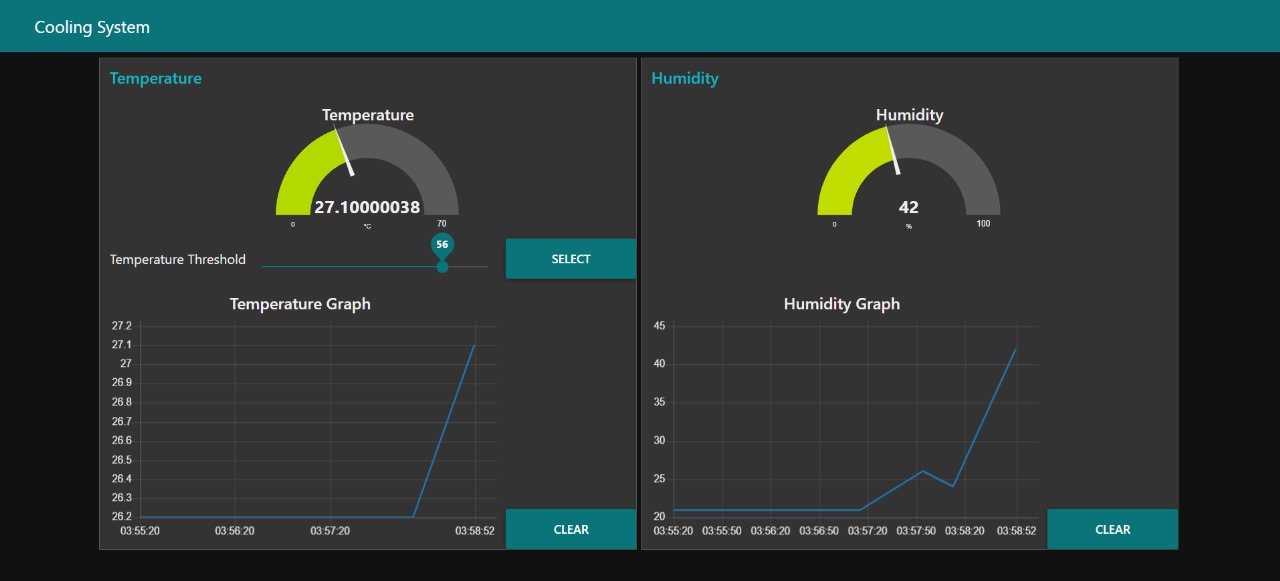 Cooling System
Temperature
Temperature
27.10000038
0
°C
70
Temperature Threshold
56
SELECT
Temperature Graph
27.2
27.1
27
26.9
26.8
26.7
26.6
26.5
26.4
26.3
26.2
03:55:20 03:56:20 03:57:20 03:58:52
CLEAR
Humidity
Humidity
42
0
%
100
Humidity Graph
45
40
35
30
25
20
03:55:20 03:55:50 03:56:20 03:56:50 03:57:20 03:57:50 03:58:20 03:58:52
CLEAR